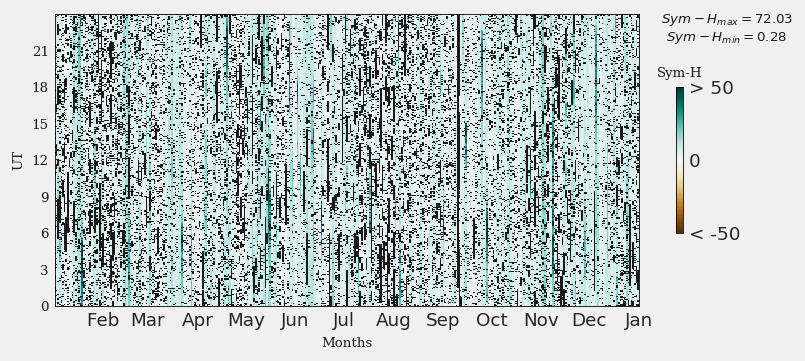 Sym − H_max = 72.03
Sym − H_min = 0.28
Sym-H
> 50
0
< -50
UT
21
18
15
12
9
6
3
0
Feb Mar Apr May Jun Jul Aug Sep Oct Nov Dec Jan
Months